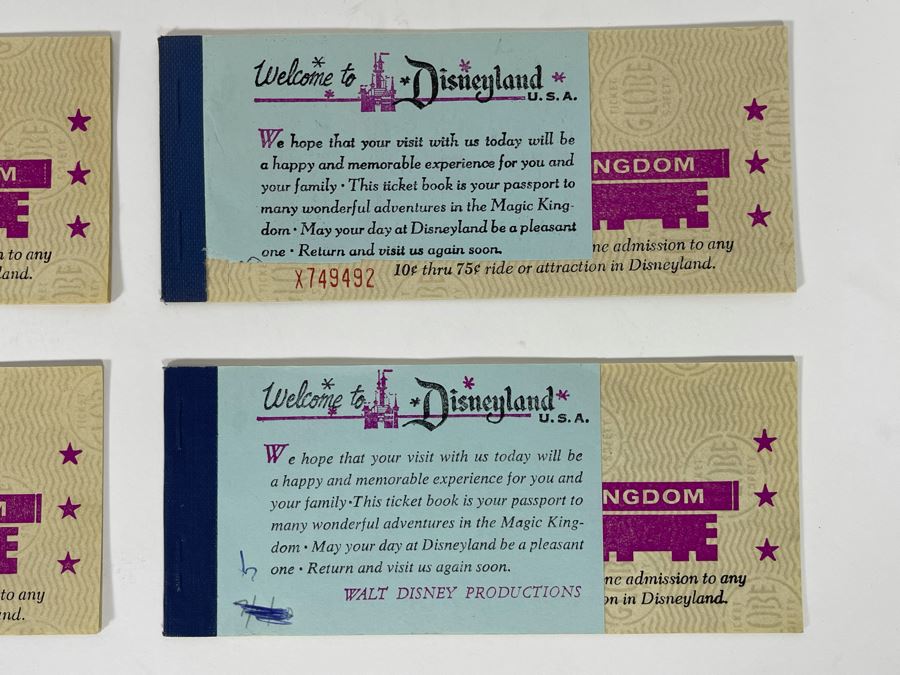 Welcome to Disneyland
U.S.A.
We hope that your visit with us today will be
a happy and memorable experience for you and
your family • This ticket book is your passport to
many wonderful adventures in the Magic King-
dom • May your day at Disneyland be a pleasant
one • Return and visit us again soon.
NGDOM
ne admission to any
10¢ thru 75¢ ride or attraction in Disneyland.
X749492
GLOBE
M
n to any
land.
Welcome to Disneyland
U.S.A.
We hope that your visit with us today will be
a happy and memorable experience for you and
your family • This ticket book is your passport to
many wonderful adventures in the Magic King-
dom • May your day at Disneyland be a pleasant
one • Return and visit us again soon.
WALT DISNEY PRODUCTIONS
NGDOM
ne admission to any
on in Disneyland.
M
to any
nd.